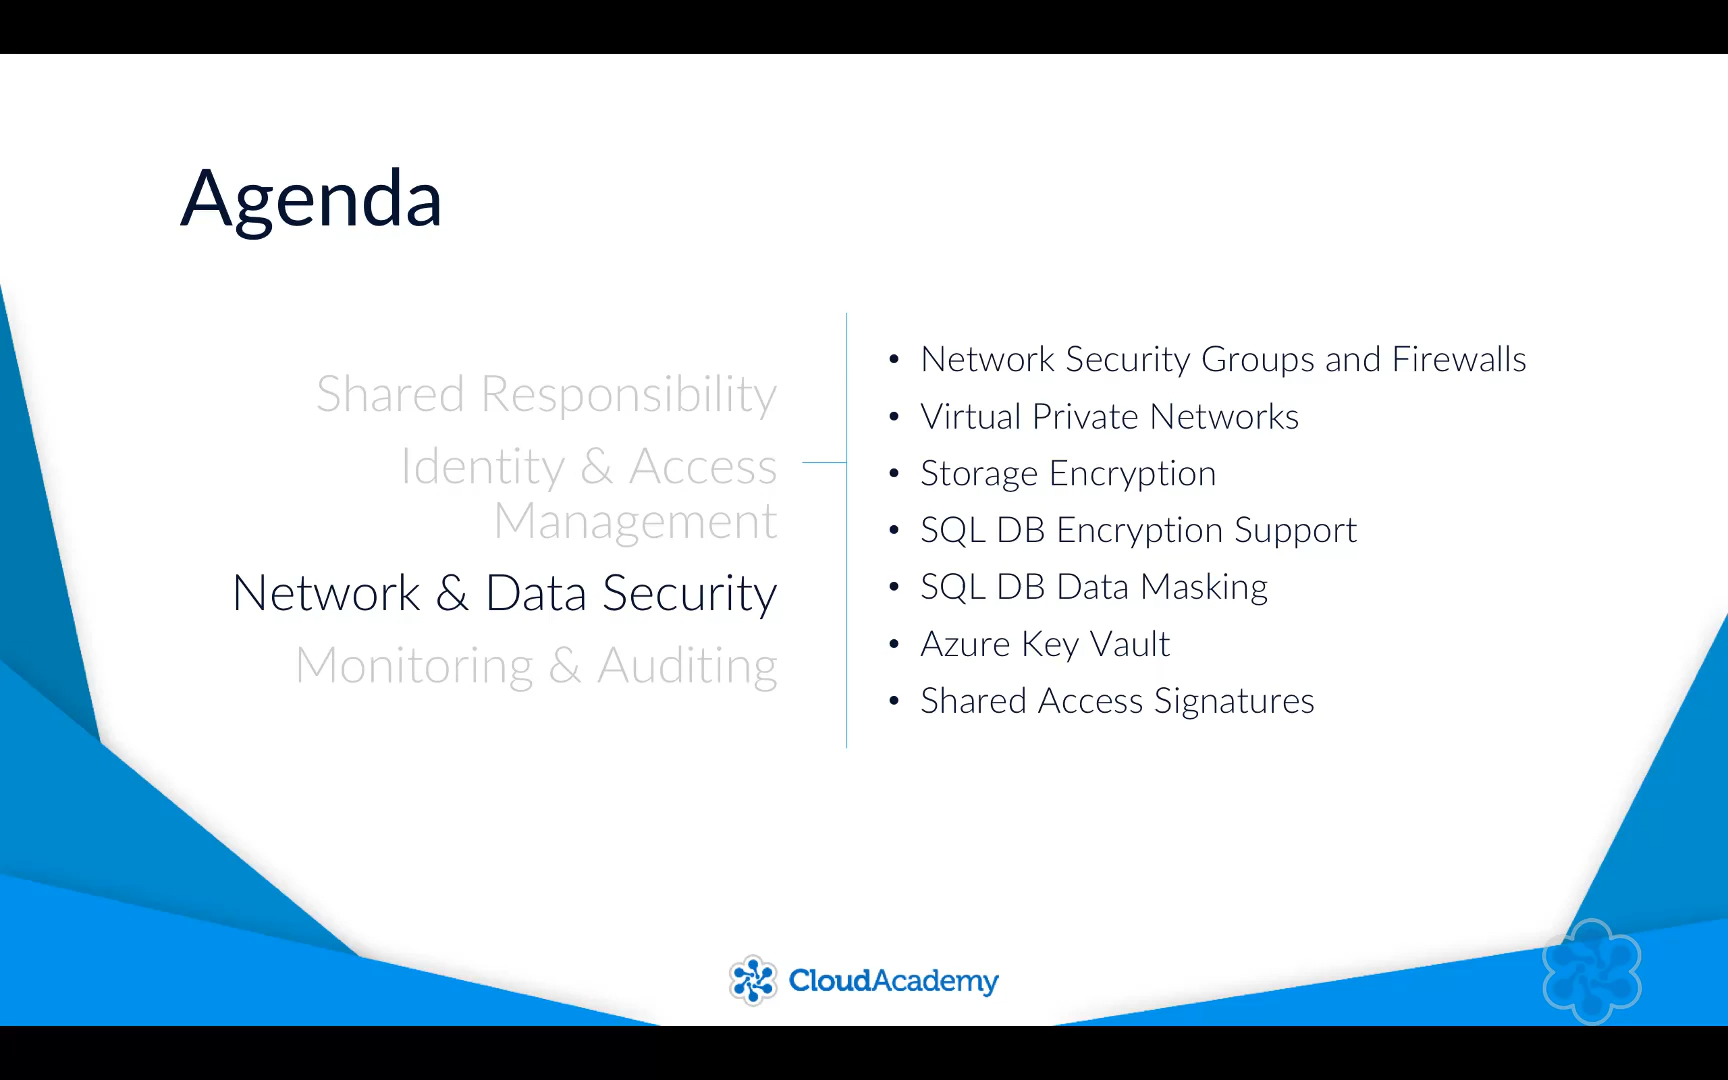 Agenda
Shared Responsibility
Identity & Access
Management
Network & Data Security
Monitoring & Auditing
• Network Security Groups and Firewalls
• Virtual Private Networks
• Storage Encryption
• SQL DB Encryption Support
• SQL DB Data Masking
• Azure Key Vault
• Shared Access Signatures
CloudAcademy